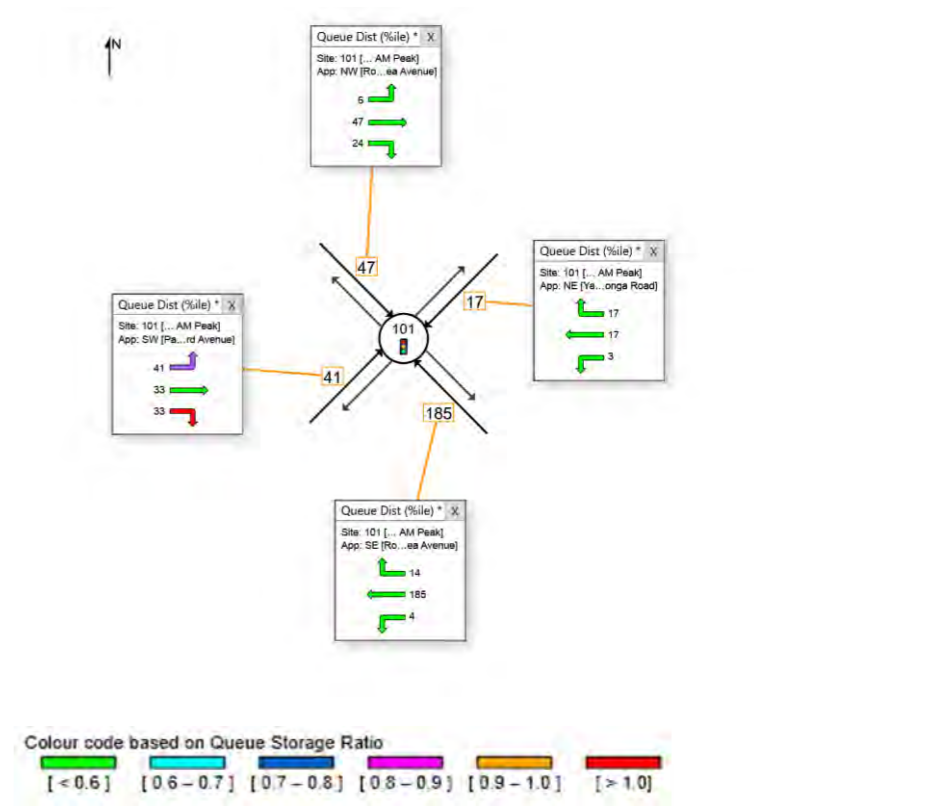 N
Queue Dist (%ile) * X
Site: 101 [... AM Peak]
App: NW [Ro...ea Avenue]
5
47
24
47
Queue Dist (%ile) * X
Site: 101 [... AM Peak]
App: NE [Ya...onga Road]
17
17
3
17
101
Queue Dist (%ile) * X
Site: 101 [... AM Peak]
App: SW [Pa...rd Avenue]
41
33
33
41
185
Queue Dist (%ile) * X
Site: 101 [... AM Peak]
App: SE [Ro...ea Avenue]
14
185
4
Colour code based on Queue Storage Ratio
[ < 0.6 ] [ 0.6 – 0.7 ] [ 0.7 – 0.8 ] [ 0.8 – 0.9 ] [ 0.9 – 1.0 ] [ > 1.0 ]